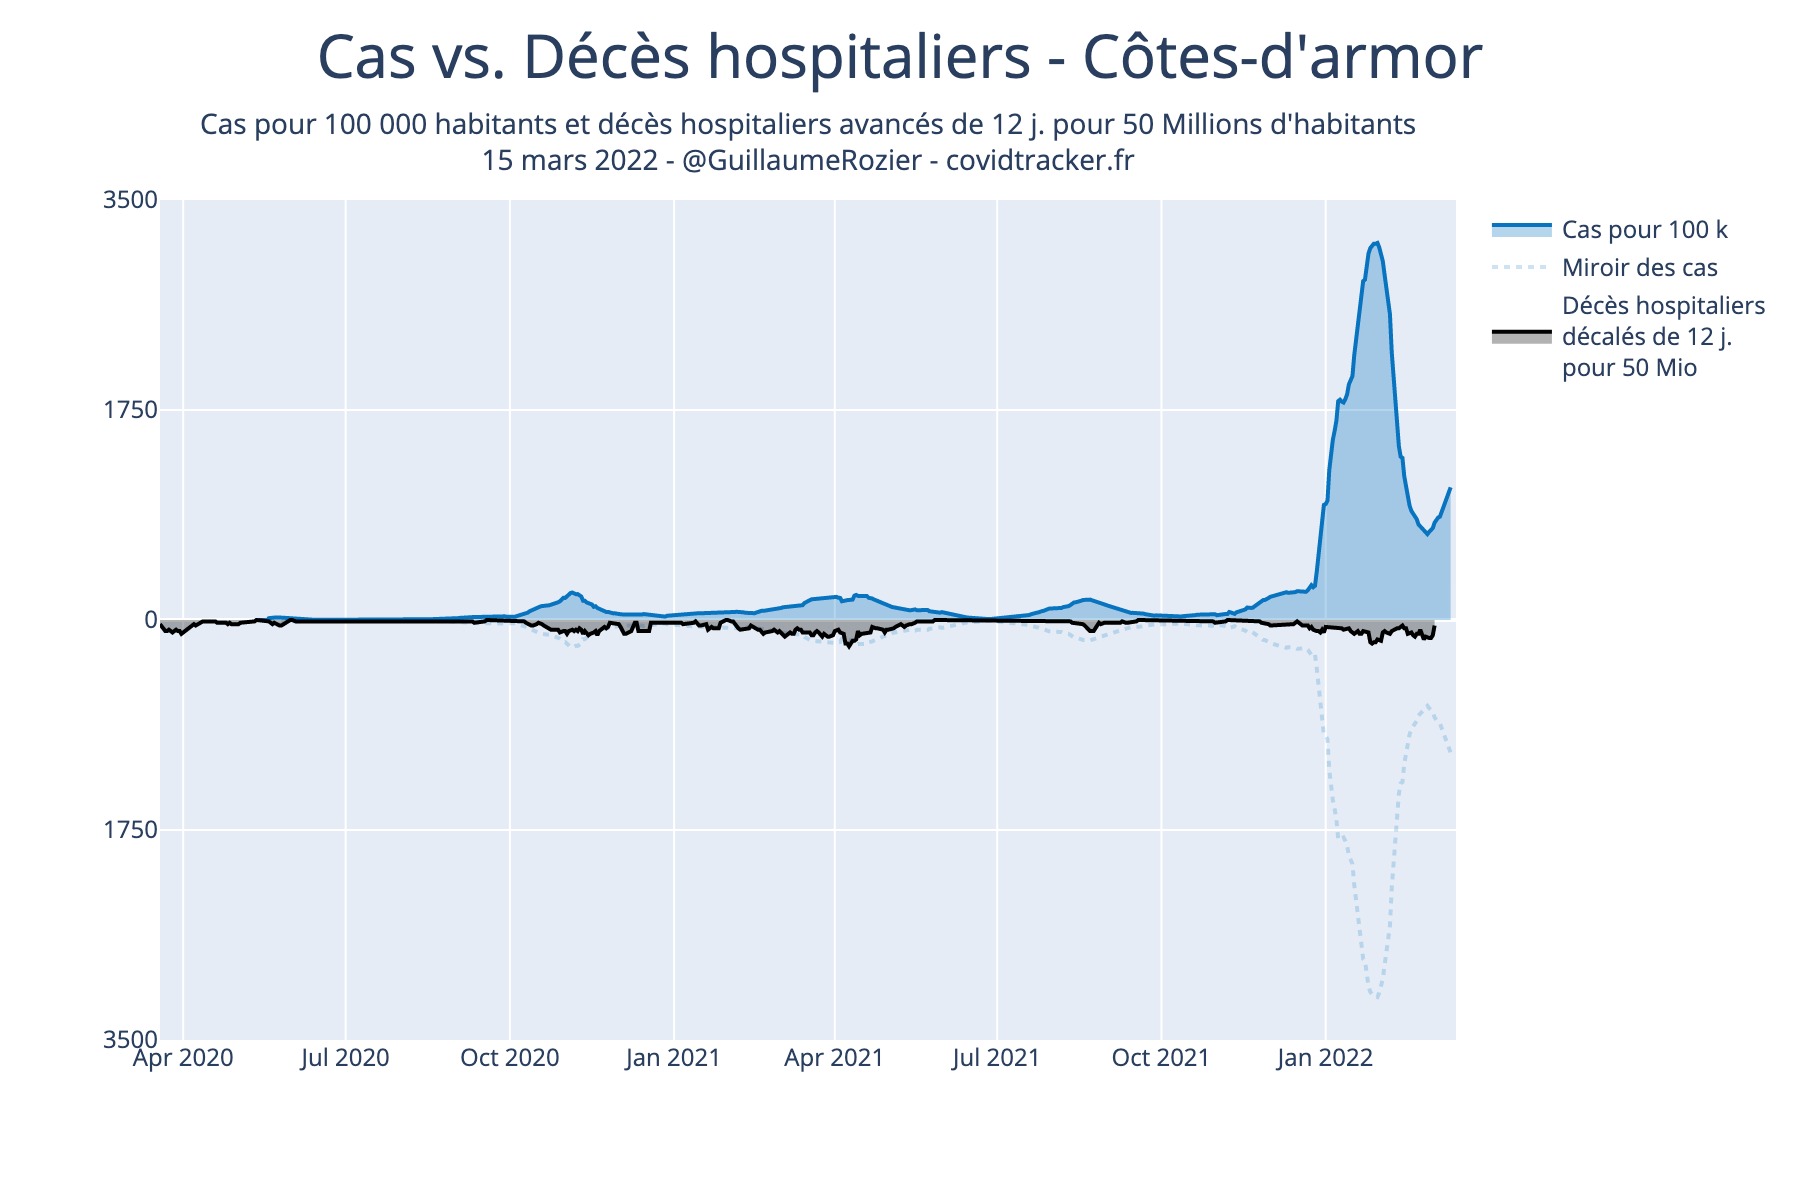 Cas vs. Décès hospitaliers - Côtes-d'armor
Cas pour 100 000 habitants et décès hospitaliers avancés de 12 j. pour 50 Millions d'habitants
15 mars 2022 - @GuillaumeRozier - covidtracker.fr
3500
1750
0
1750
3500
Apr 2020
Jul 2020
Oct 2020
Jan 2021
Apr 2021
Jul 2021
Oct 2021
Jan 2022
Cas pour 100 k
Miroir des cas
Décès hospitaliers
décalés de 12 j.
pour 50 Mio